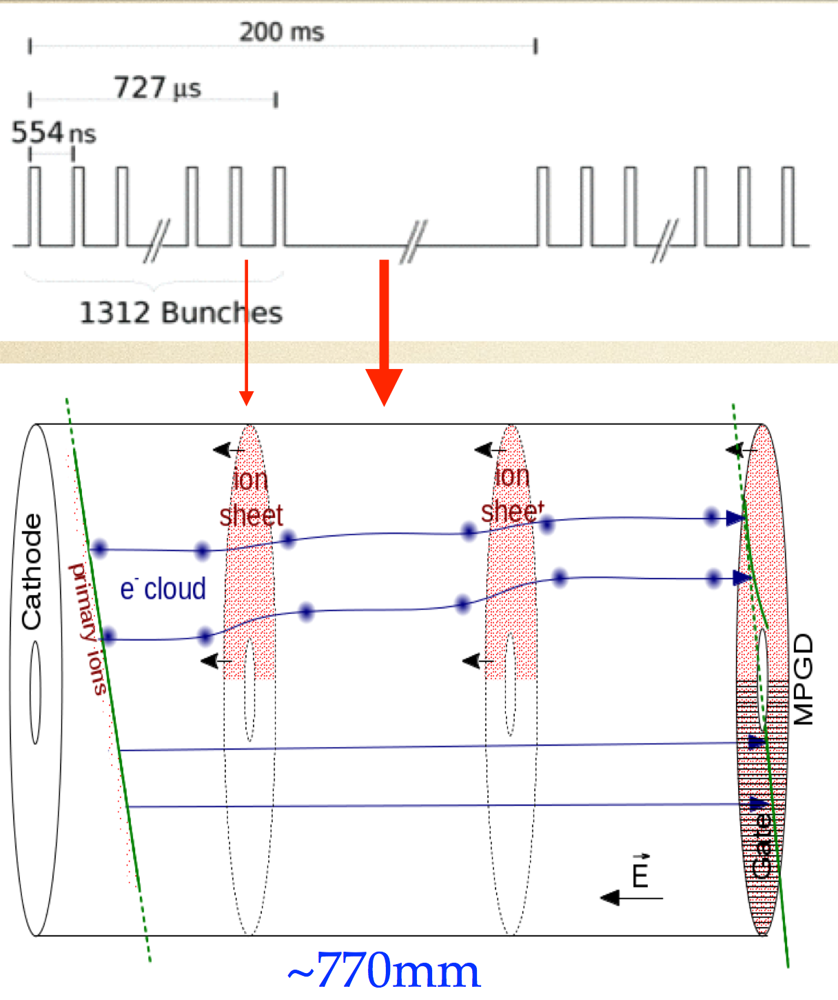 200 ms
727 μs
554 ns
1312 Bunches
ion
sheet
ion
sheet
Cathode
primary ions
e⁻ cloud
MPGD
Gate
E
~770mm